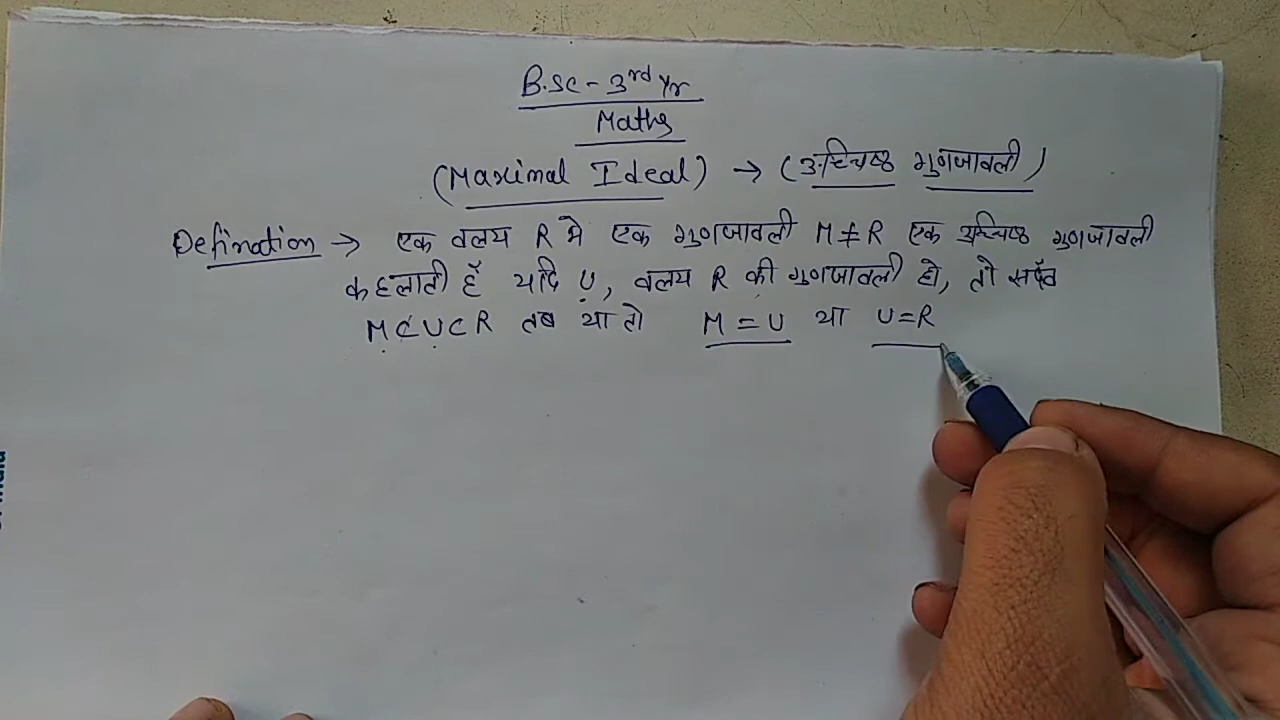 B.sc - 3rd Yr
Maths
(Maximal Ideal) → (उच्चिष्ठ गुणजावली)
Defination → एक वलय R मे एक गुणजावली M ≠ R एक उच्चिष्ठ गुणजावली
कहलाती हैं यदि U, वलय R की गुणजावली हो, तो सदैव
M ⊂ U ⊂ R तब या तो M = U या U = R